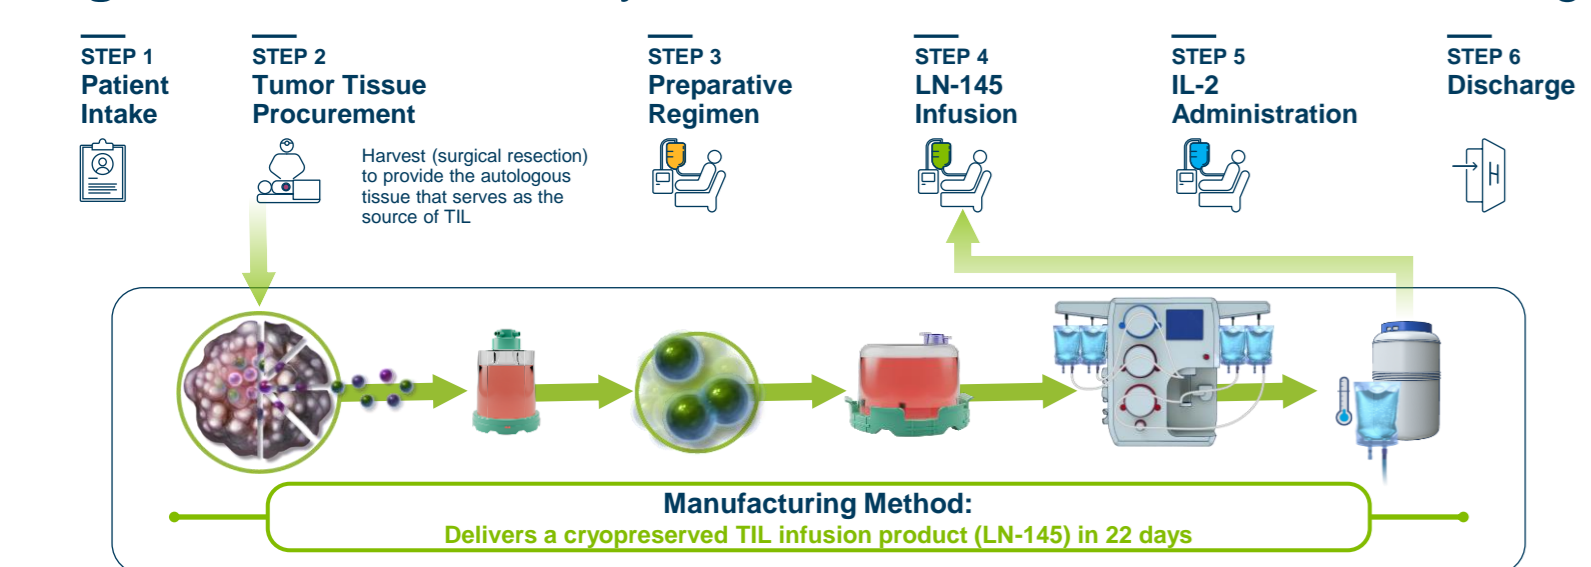 STEP 1
Patient
Intake
STEP 2
Tumor Tissue
Procurement
Harvest (surgical resection)
to provide the autologous
tissue that serves as the
source of TIL
STEP 3
Preparative
Regimen
STEP 4
LN-145
Infusion
STEP 5
IL-2
Administration
STEP 6
Discharge
H
Manufacturing Method:
Delivers a cryopreserved TIL infusion product (LN-145) in 22 days